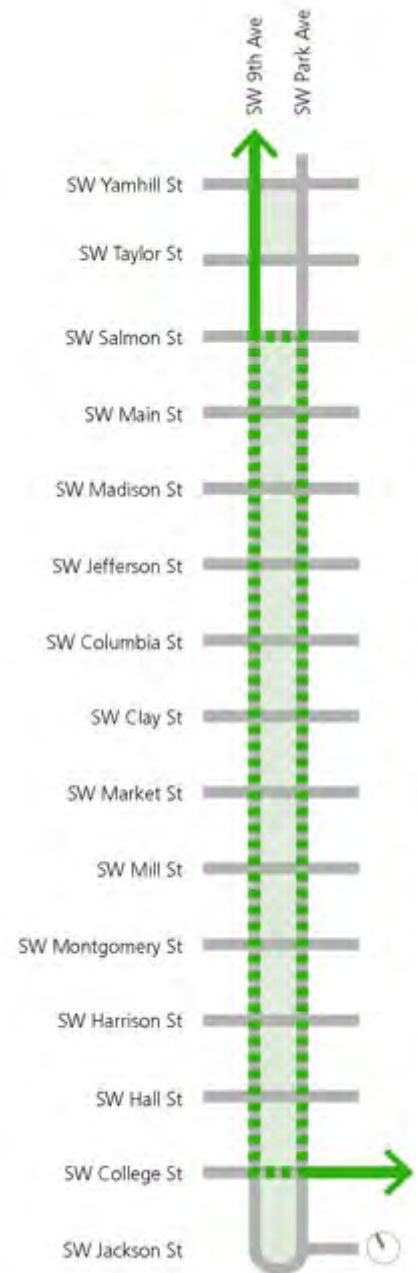 SW 9th Ave
SW Park Ave
SW Yamhill St
SW Taylor St
SW Salmon St
SW Main St
SW Madison St
SW Jefferson St
SW Columbia St
SW Clay St
SW Market St
SW Mill St
SW Montgomery St
SW Harrison St
SW Hall St
SW College St
SW Jackson St